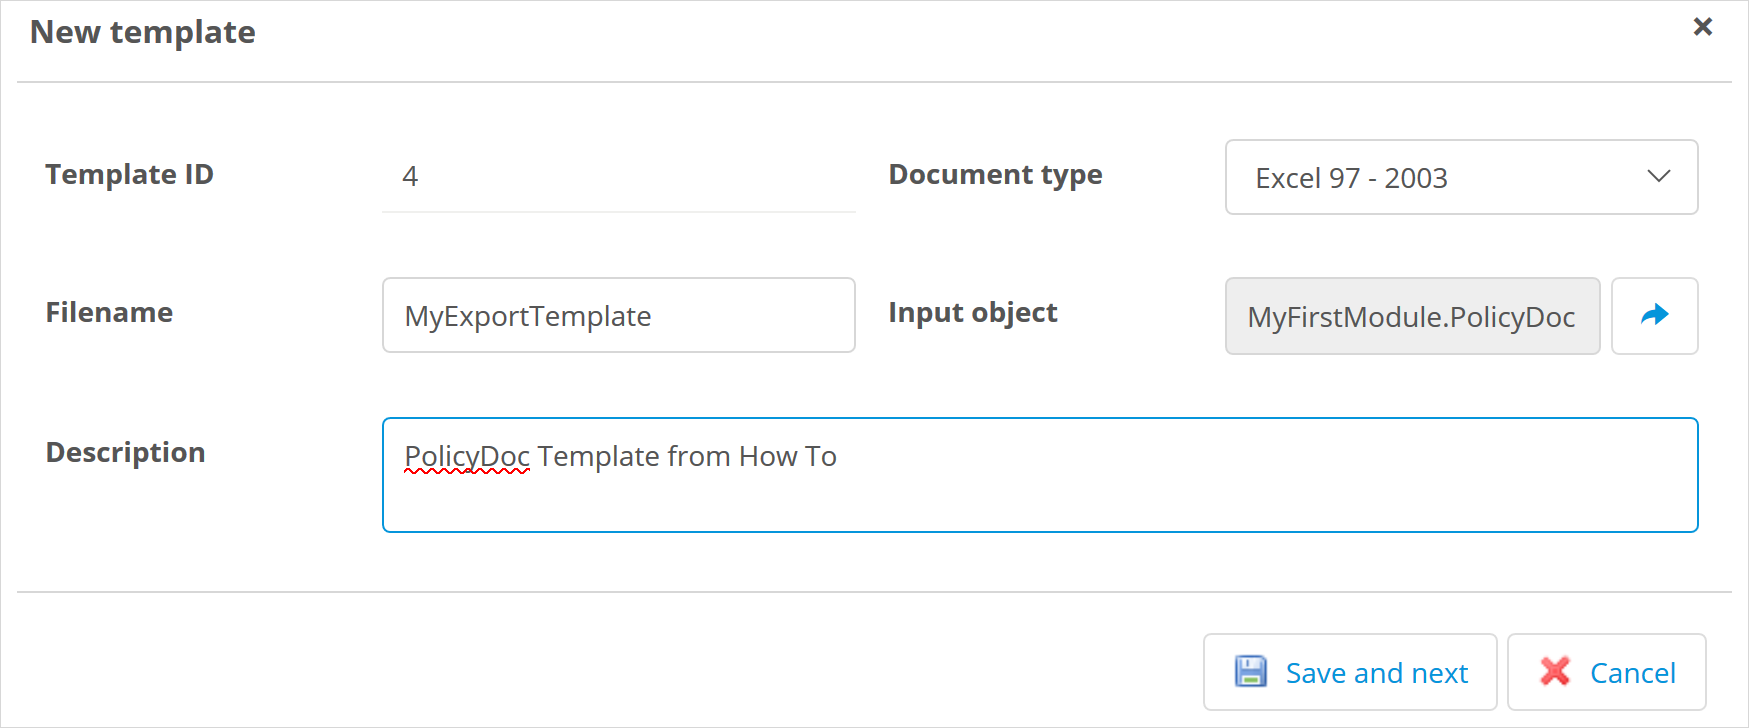 New template
Template ID 4 Document type Excel 97 - 2003
Filename MyExportTemplate Input object MyFirstModule.PolicyDoc
Description PolicyDoc Template from How To
Save and next Cancel